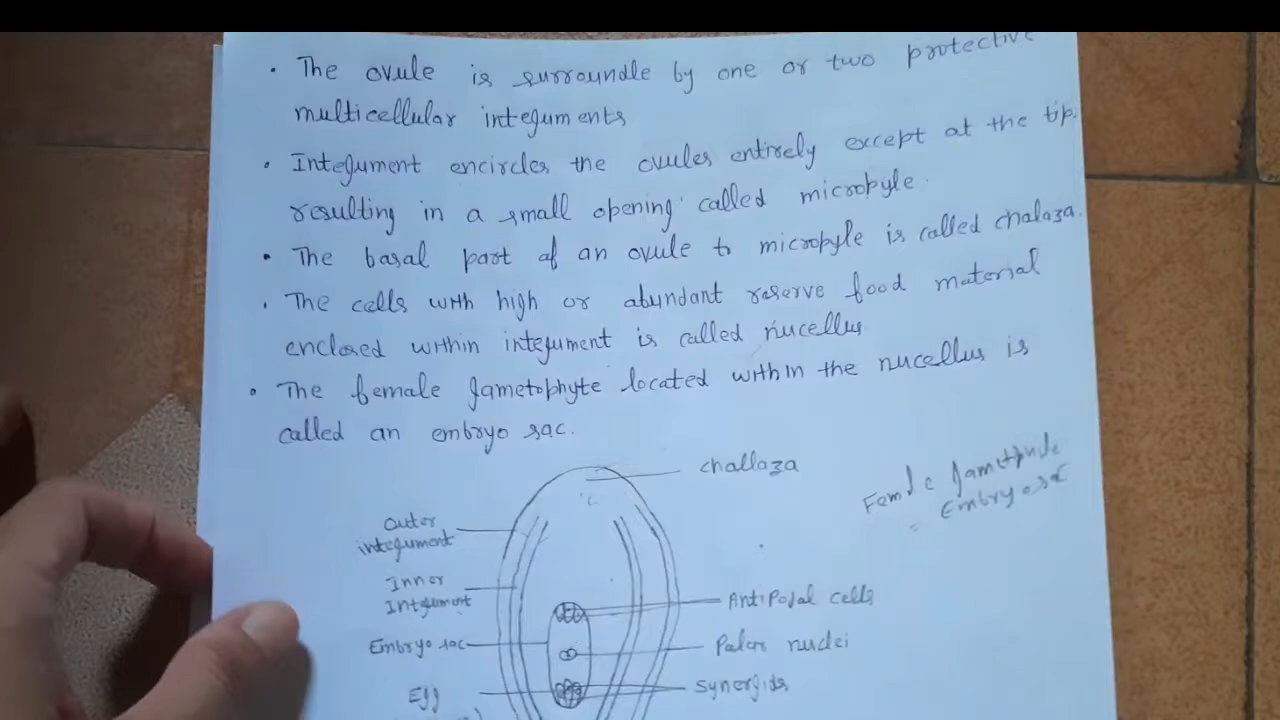 . The ovule is surroundle by one or two protective
multicellular integuments
. Integument encircles the ovules entirely except at the tip.
resulting in a small opening called micropyle.
. The basal part of an ovule to micropyle is called chalaza.
. The cells with high or abundant reserve food material
enclosed within integument is called nucellus
. The female gametophyte located within the nucellus is
called an embryo sac.
challaza
Female Gametophyte
= Embryo sac
outer
integument
Inner
Integument
Antipodal cells
Embryo sac
Polar nuclei
Egg
synergids